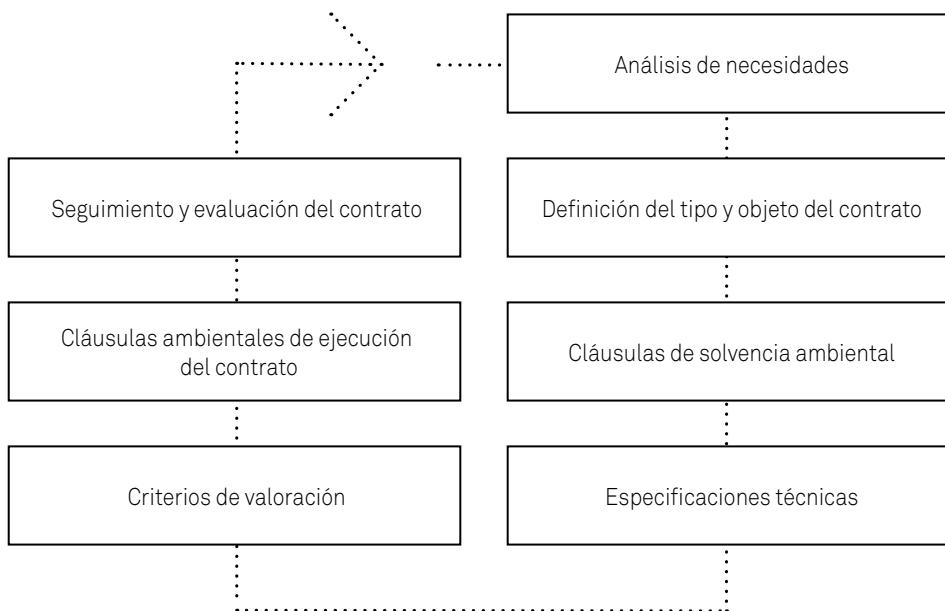 Análisis de necesidades
Seguimiento y evaluación del contrato
Definición del tipo y objeto del contrato
Cláusulas ambientales de ejecución
del contrato
Cláusulas de solvencia ambiental
Criterios de valoración
Especificaciones técnicas